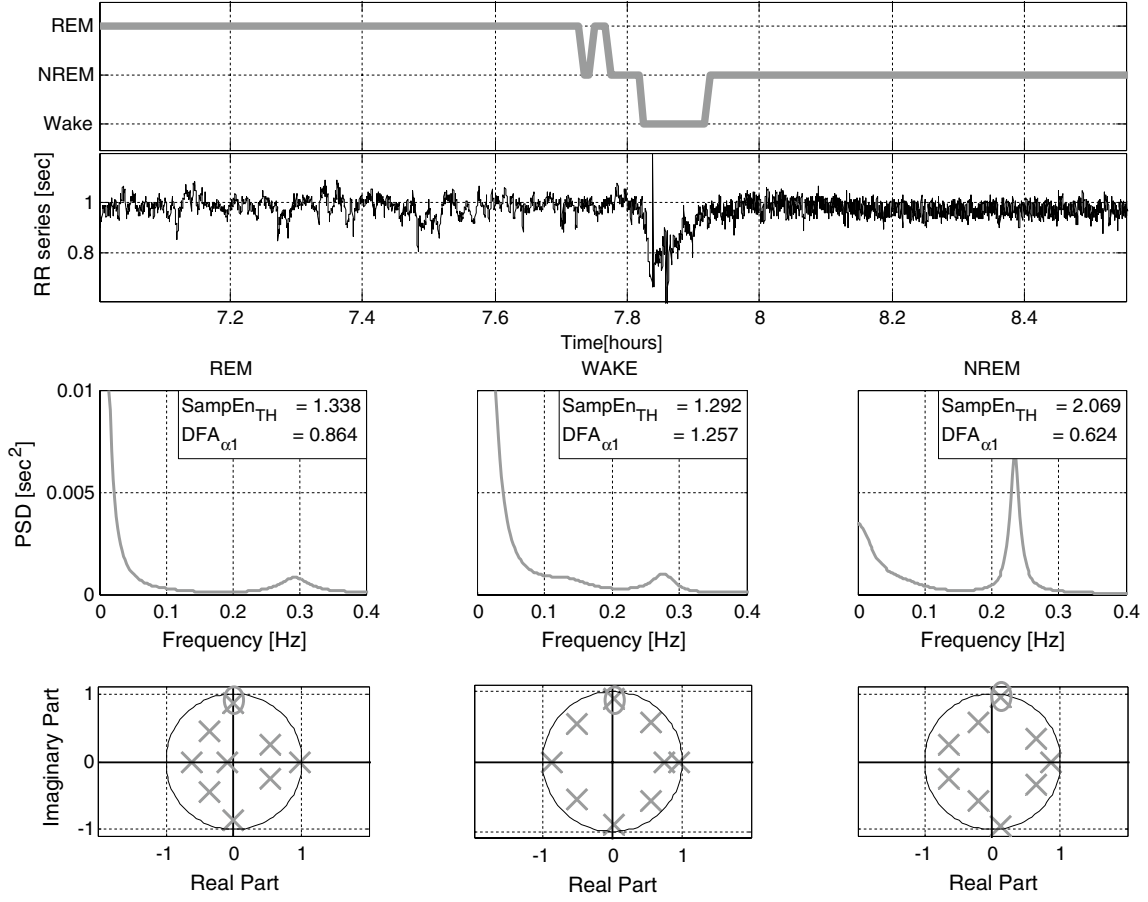 REM
NREM
Wake
RR series [sec]
1
0.8
7.2 7.4 7.6 7.8 8 8.2 8.4
Time[hours]
REM WAKE NREM
PSD [sec²]
0.01
0.005
0
SampEn_TH = 1.338
DFA_α1 = 0.864
SampEn_TH = 1.292
DFA_α1 = 1.257
SampEn_TH = 2.069
DFA_α1 = 0.624
0 0.1 0.2 0.3 0.4 0 0.1 0.2 0.3 0.4 0 0.1 0.2 0.3 0.4
Frequency [Hz] Frequency [Hz] Frequency [Hz]
Imaginary Part
1
0
-1
-1 0 1 -1 0 1 -1 0 1
Real Part Real Part Real Part